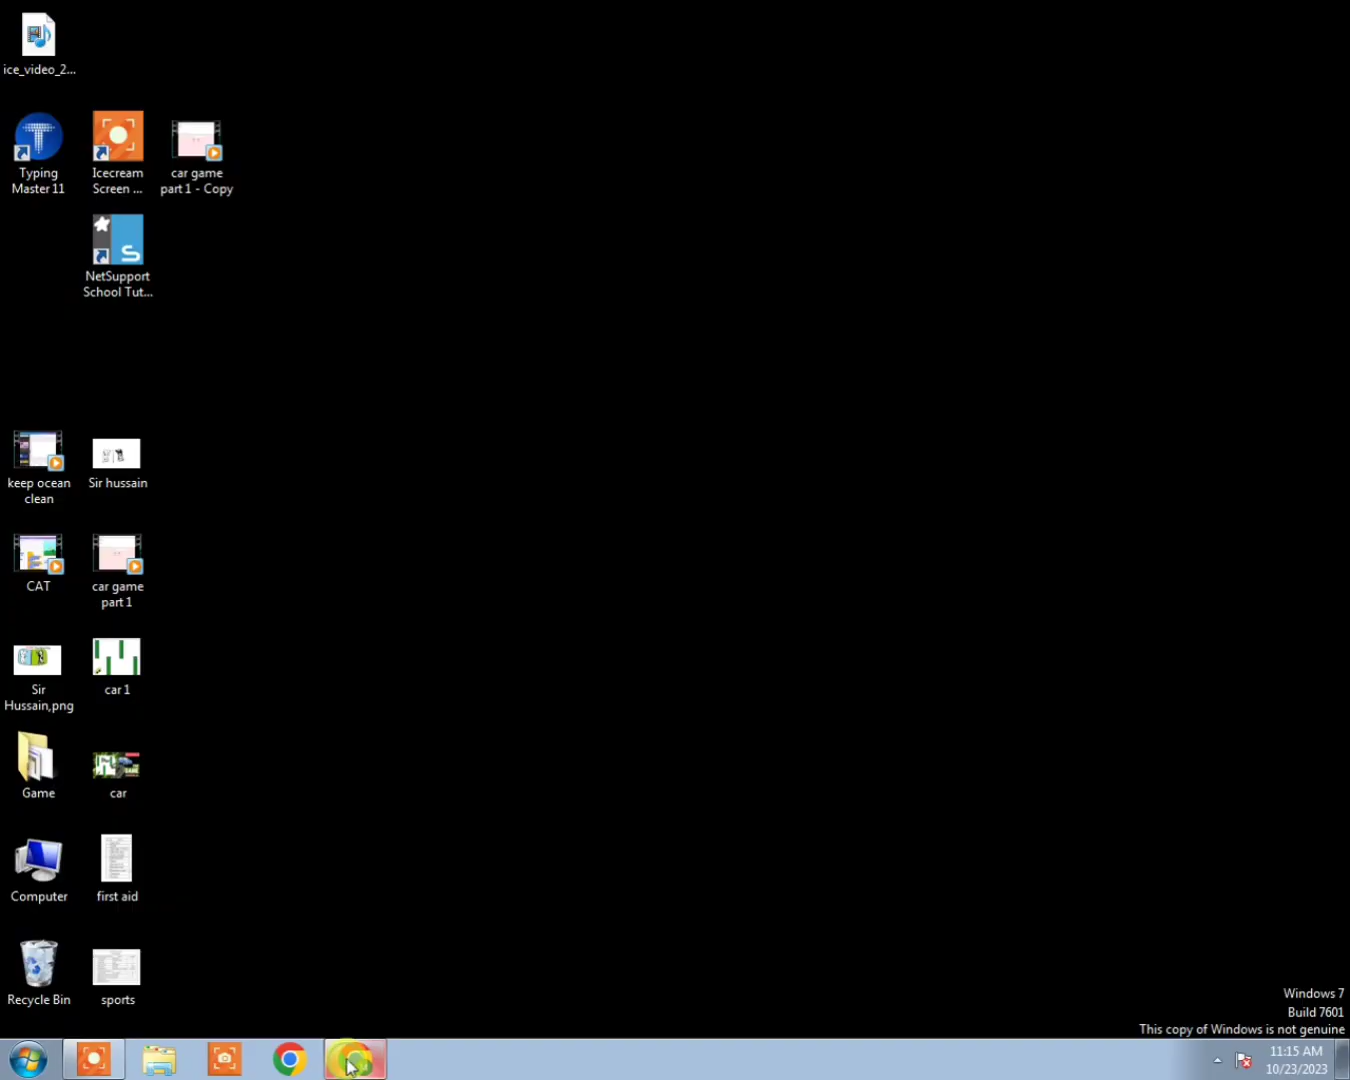 ice_video_2...
Typing
Master 11
Icecream
Screen ...
car game
part 1 - Copy
NetSupport
School Tut...
keep ocean
clean
Sir hussain
CAT
car game
part 1
Sir
Hussain,png
car 1
Game
car
Computer
first aid
Recycle Bin
sports
Windows 7
Build 7601
This copy of Windows is not genuine
11:15 AM
10/23/2023